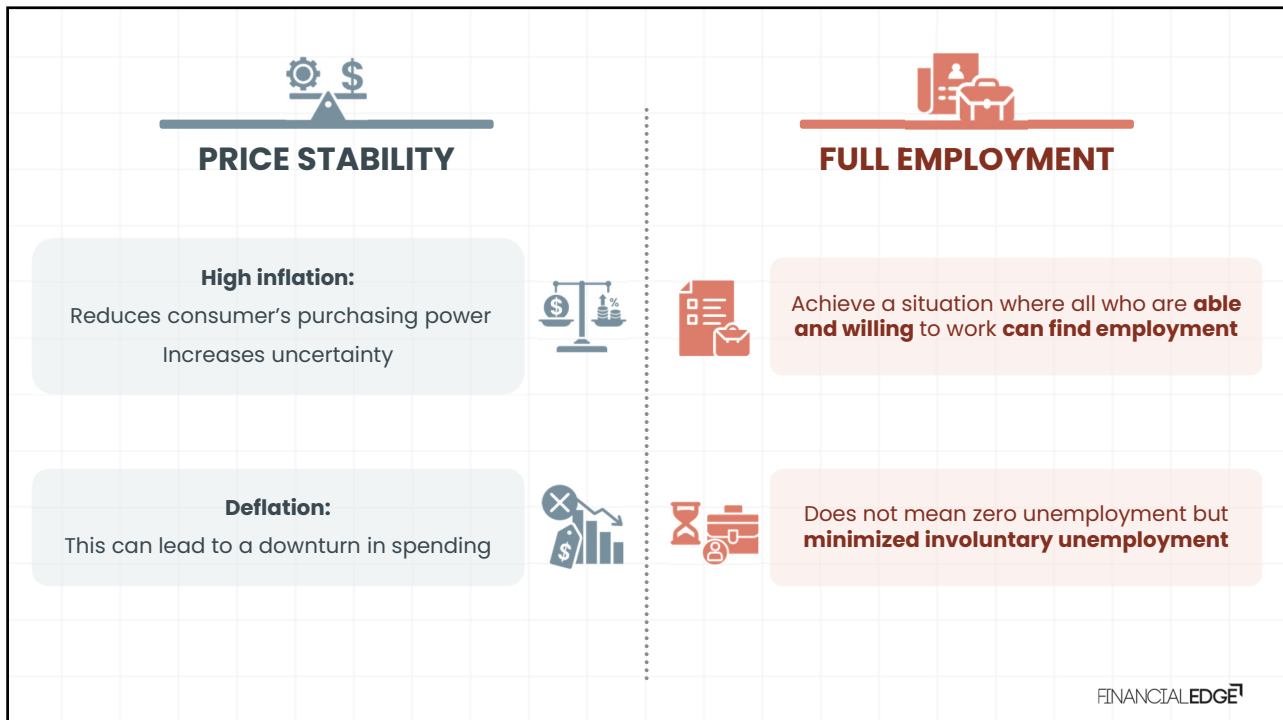 PRICE STABILITY
High inflation:
Reduces consumer’s purchasing power
Increases uncertainty
Deflation:
This can lead to a downturn in spending
FULL EMPLOYMENT
Achieve a situation where all who are able
and willing to work can find employment
Does not mean zero unemployment but
minimized involuntary unemployment
FINANCIALEDGE